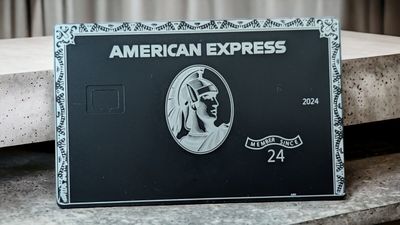 AMERICAN EXPRESS
2024
MEMBER SINCE
24